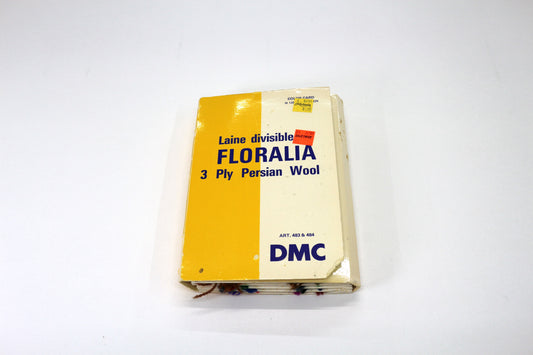 Laine divisible
FLORALIA
3 Ply Persian Wool
ART. 483 & 484
DMC